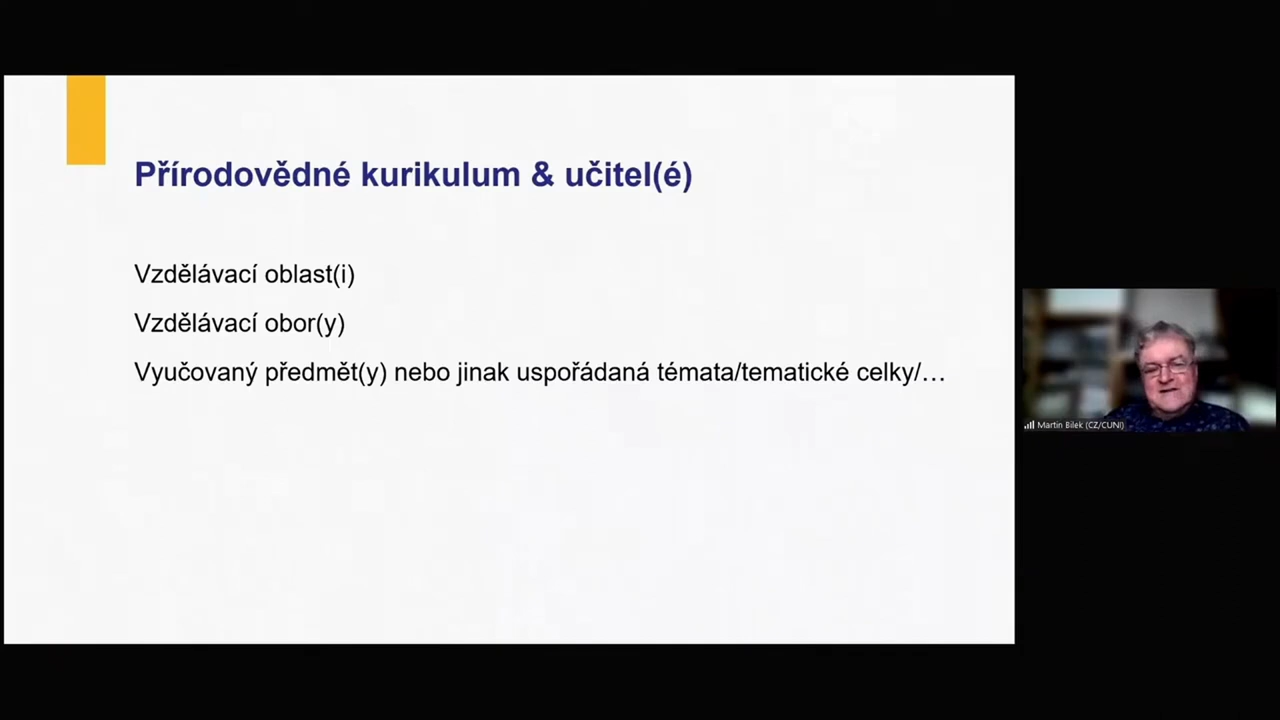 Přírodovědné kurikulum & učitel(é)
Vzdělávací oblast(i)
Vzdělávací obor(y)
Vyučovaný předmět(y) nebo jinak uspořádaná témata/tematické celky/…
Martin Bílek (CZ/CUNI)